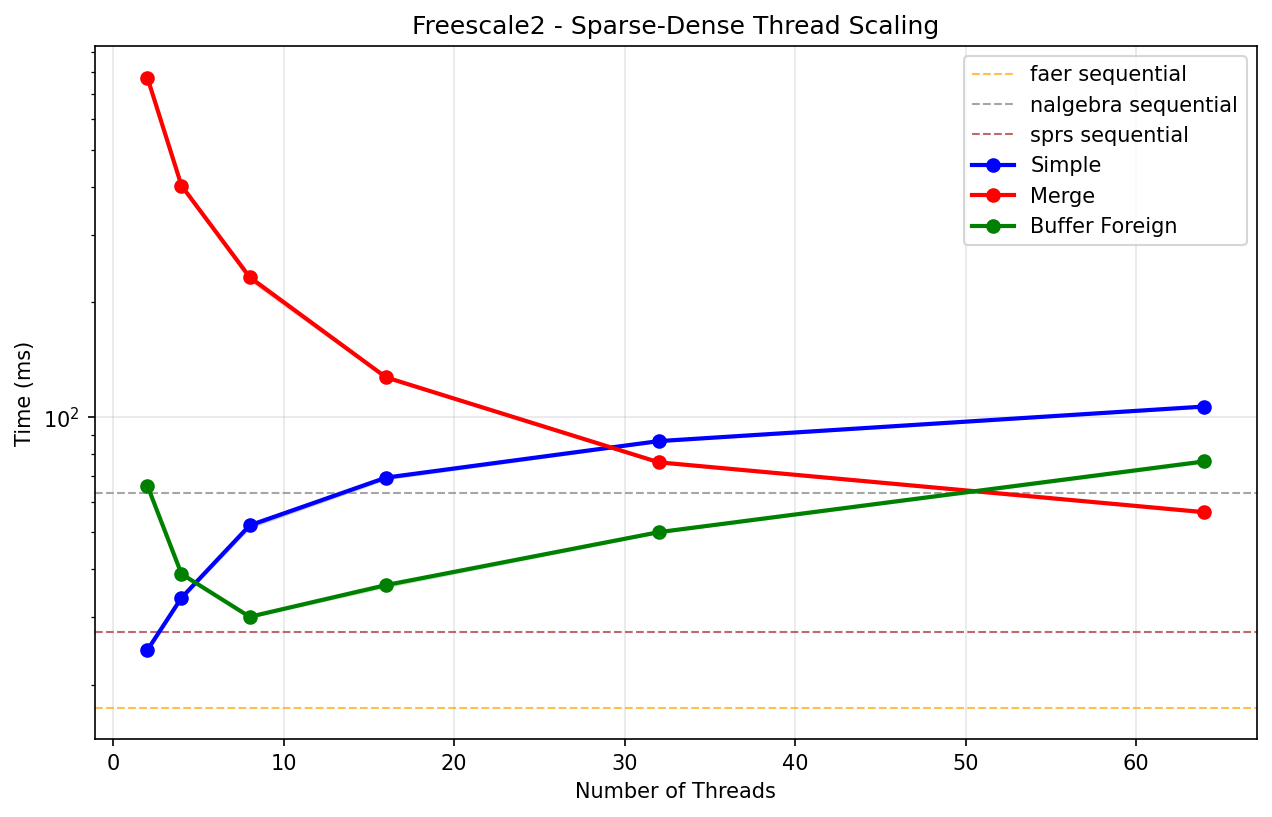 Freescale2 - Sparse-Dense Thread Scaling
faer sequential
nalgebra sequential
sprs sequential
Simple
Merge
Buffer Foreign
Time (ms)
10²
0 10 20 30 40 50 60
Number of Threads